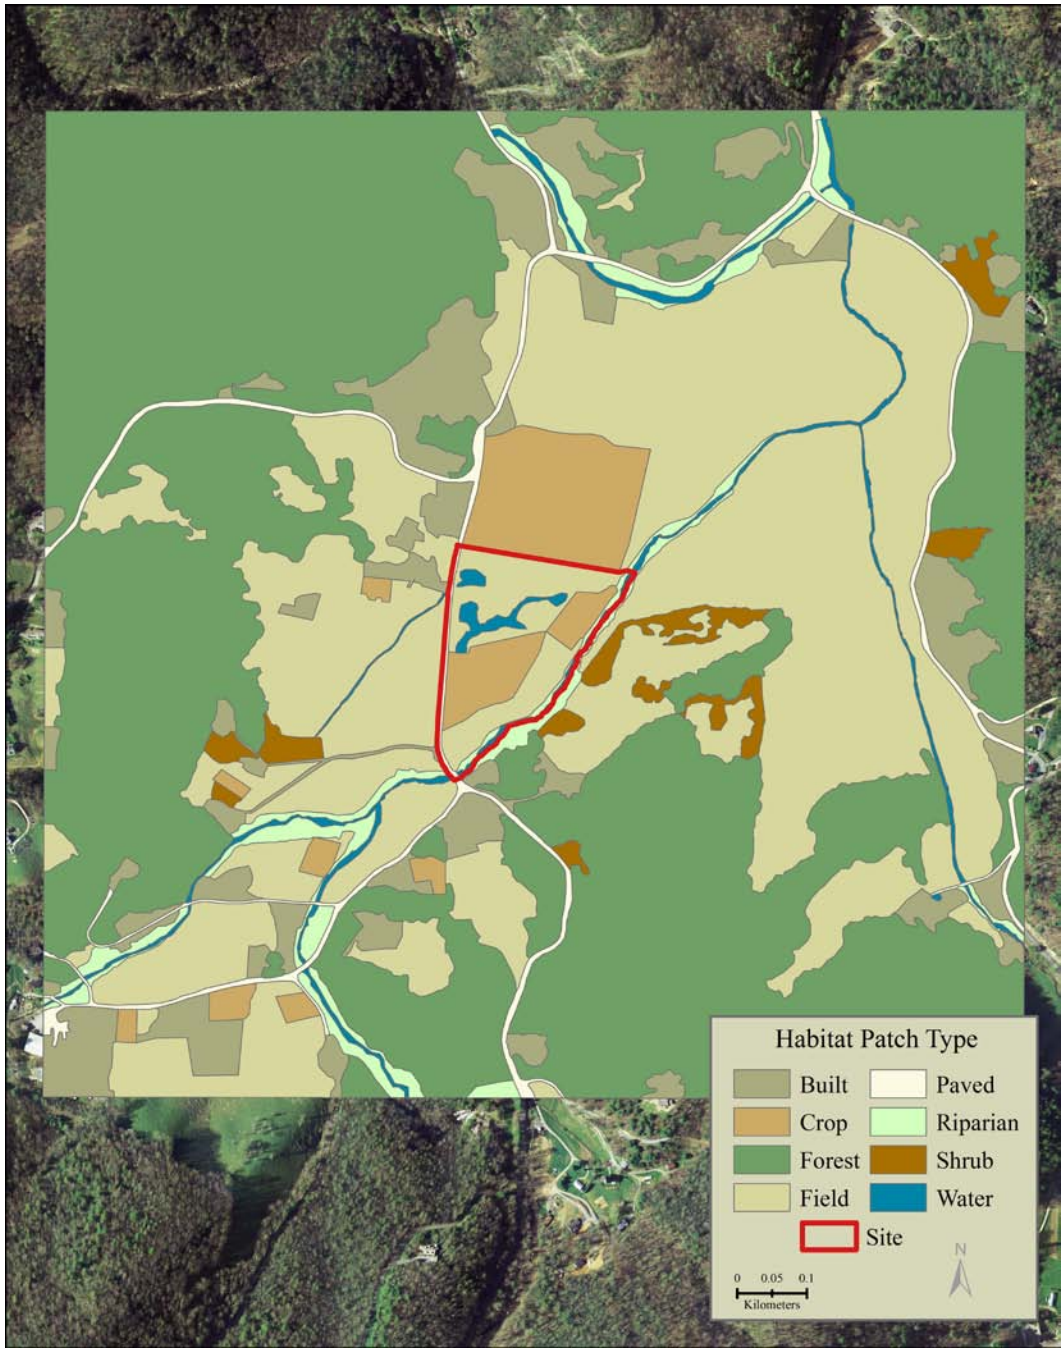 Habitat Patch Type
Built Paved
Crop Riparian
Forest Shrub
Field Water
Site
N
0 0.05 0.1
Kilometers